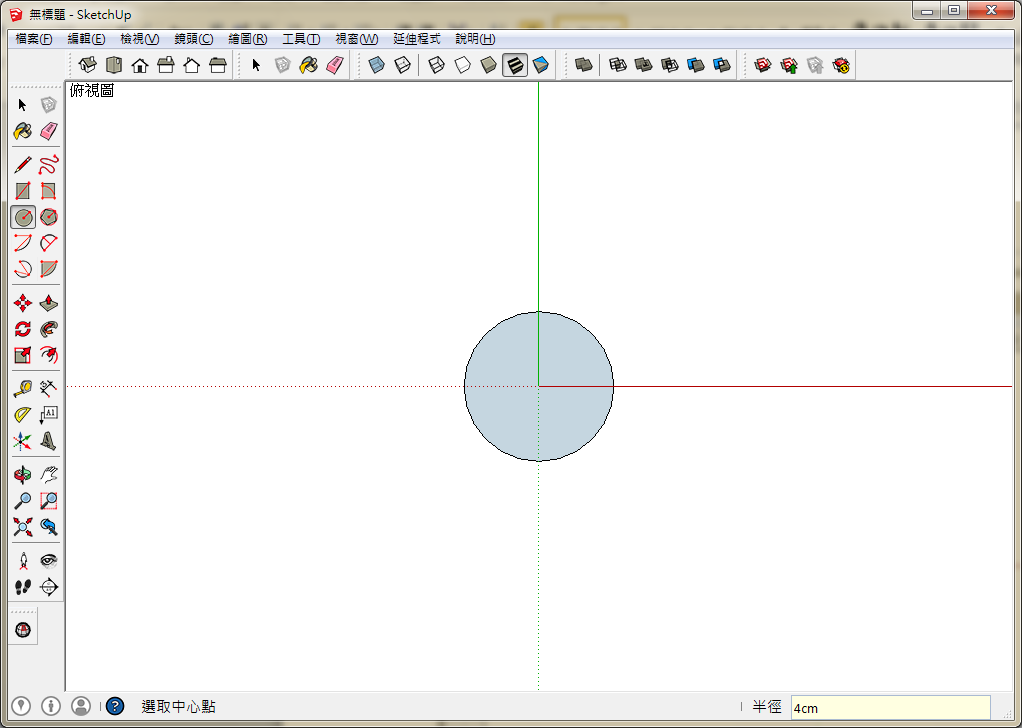 無標題 - SketchUp
檔案(F) 編輯(E) 檢視(V) 鏡頭(C) 繪圖(R) 工具(T) 視窗(W) 延伸程式 說明(H)
俯視圖
A1
選取中心點 半徑 4cm